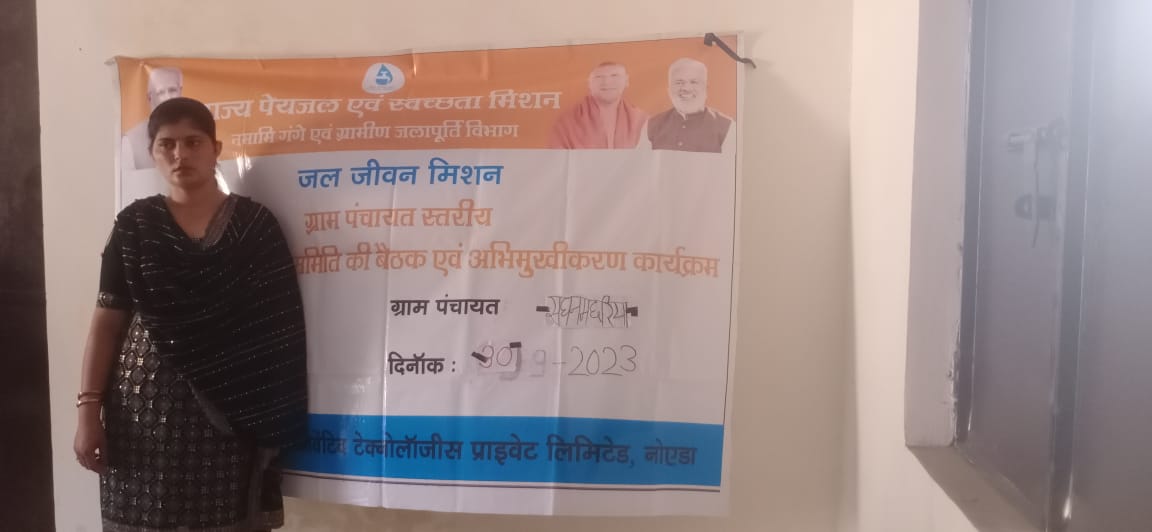 राज्य पेयजल एवं स्वच्छता मिशन
नमामि गंगे एवं ग्रामीण जलापूर्ति विभाग
जल जीवन मिशन
ग्राम पंचायत स्तरीय
समिति की बैठक एवं अभिमुखीकरण कार्यक्रम
ग्राम पंचायत
दिनॉक : 2023
टेक्नोलॉजीस प्राइवेट लिमिटेड, नोएडा